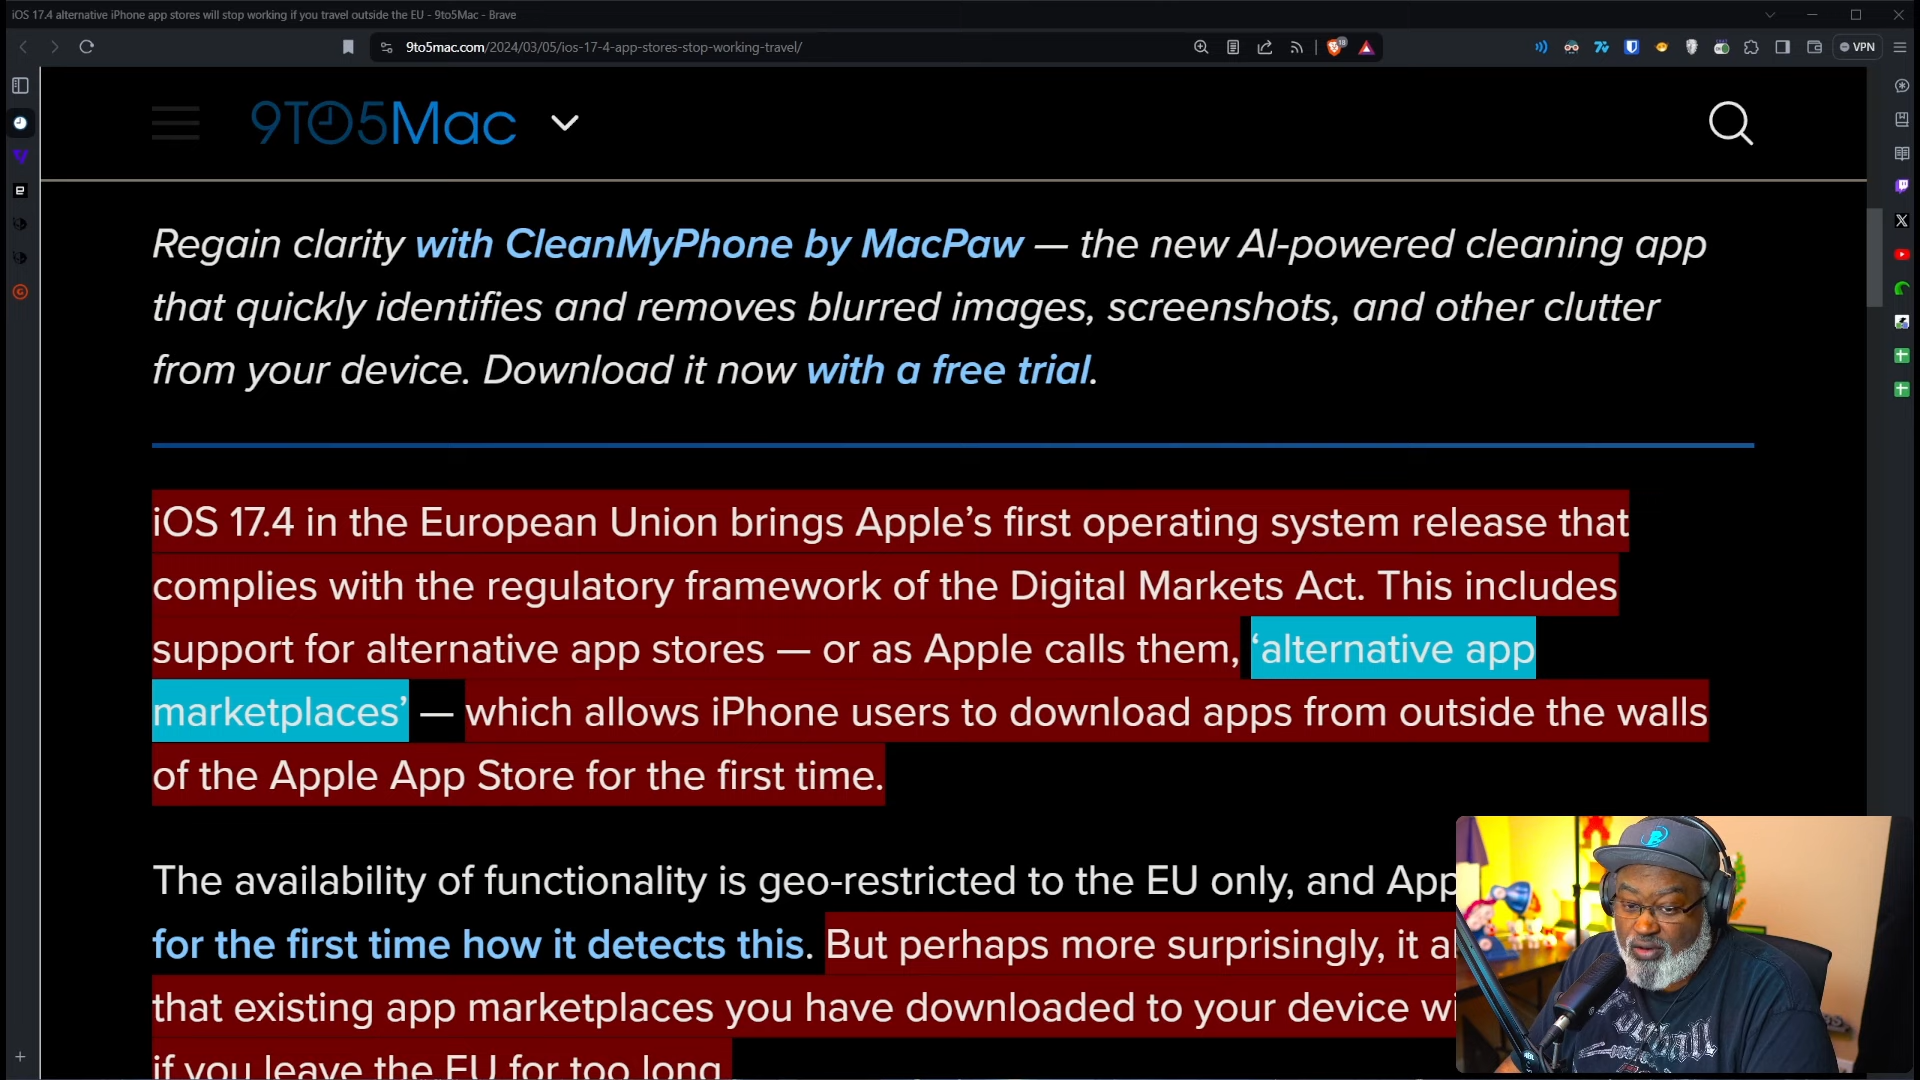 iOS 17.4 alternative iPhone app stores will stop working if you travel outside the EU - 9to5Mac - Brave
9to5mac.com/2024/03/05/ios-17-4-app-stores-stop-working-travel/
VPN
9TO5Mac
Regain clarity with CleanMyPhone by MacPaw — the new AI-powered cleaning app
that quickly identifies and removes blurred images, screenshots, and other clutter
from your device. Download it now with a free trial.
iOS 17.4 in the European Union brings Apple’s first operating system release that
complies with the regulatory framework of the Digital Markets Act. This includes
support for alternative app stores — or as Apple calls them, ‘alternative app
marketplaces’ — which allows iPhone users to download apps from outside the walls
of the Apple App Store for the first time.
The availability of functionality is geo-restricted to the EU only, and App
for the first time how it detects this. But perhaps more surprisingly, it al
that existing app marketplaces you have downloaded to your device wi
if you leave the EU for too long.